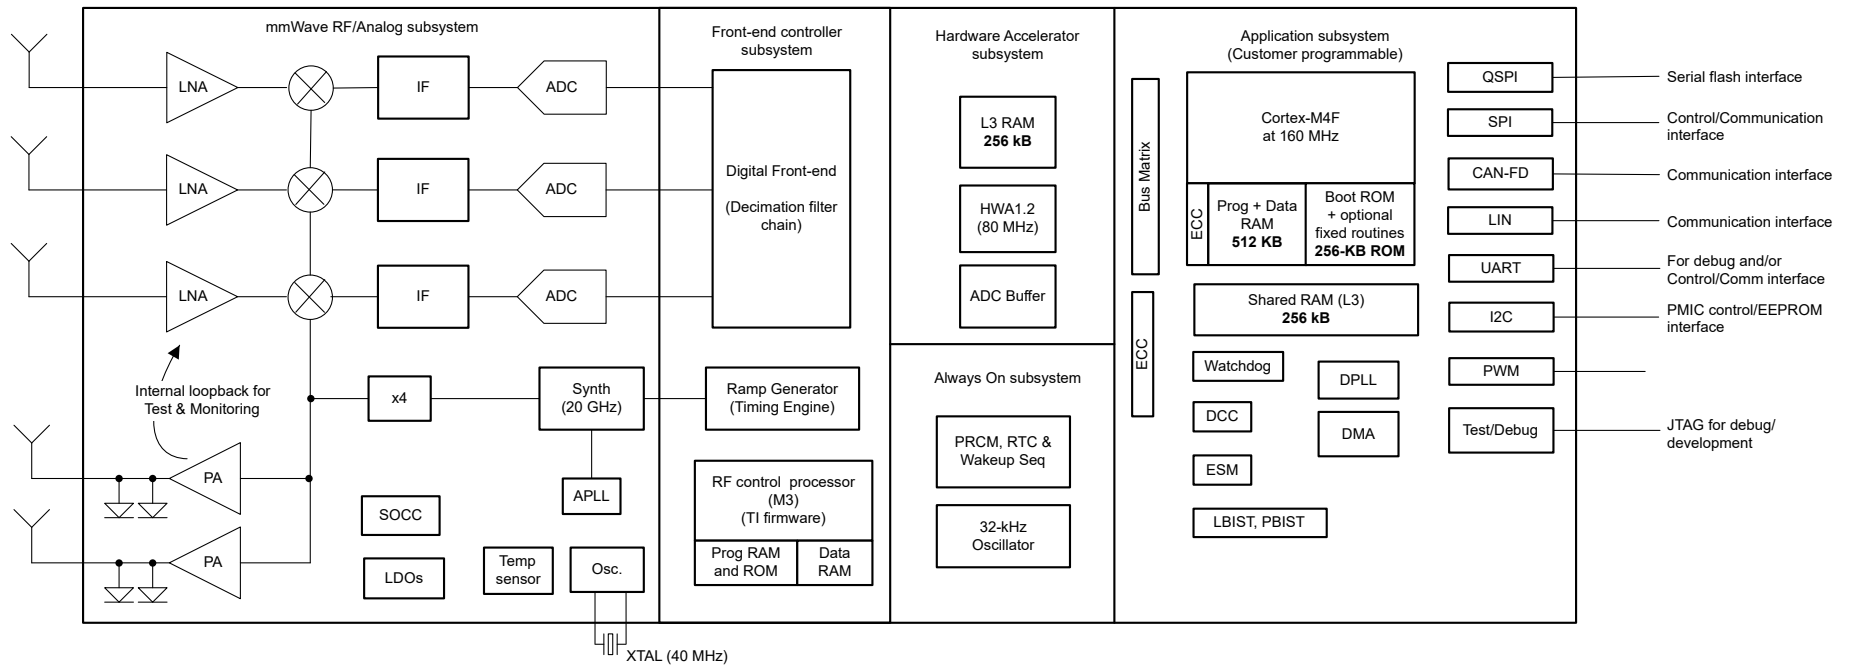 mmWave RF/Analog subsystem
LNA
IF
ADC
LNA
IF
ADC
LNA
IF
ADC
Internal loopback for
Test & Monitoring
x4
Synth
(20 GHz)
PA
APLL
SOCC
PA
LDOs
Temp
sensor
Osc.
XTAL (40 MHz)
Front-end controller
subsystem
Digital Front-end
(Decimation filter
chain)
Ramp Generator
(Timing Engine)
RF control processor
(M3)
(TI firmware)
Prog RAM
and ROM
Data
RAM
Hardware Accelerator
subsystem
L3 RAM
256 kB
HWA1.2
(80 MHz)
ADC Buffer
Always On subsystem
PRCM, RTC &
Wakeup Seq
32-kHz
Oscillator
Application subsystem
(Customer programmable)
Bus Matrix
Cortex-M4F
at 160 MHz
ECC
Prog + Data
RAM
512 KB
Boot ROM
+ optional
fixed routines
256-KB ROM
ECC
Shared RAM (L3)
256 kB
Watchdog
DPLL
DCC
DMA
ESM
LBIST, PBIST
QSPI
Serial flash interface
SPI
Control/Communication
interface
CAN-FD
Communication interface
LIN
Communication interface
UART
For debug and/or
Control/Comm interface
I2C
PMIC control/EEPROM
interface
PWM
Test/Debug
JTAG for debug/
development